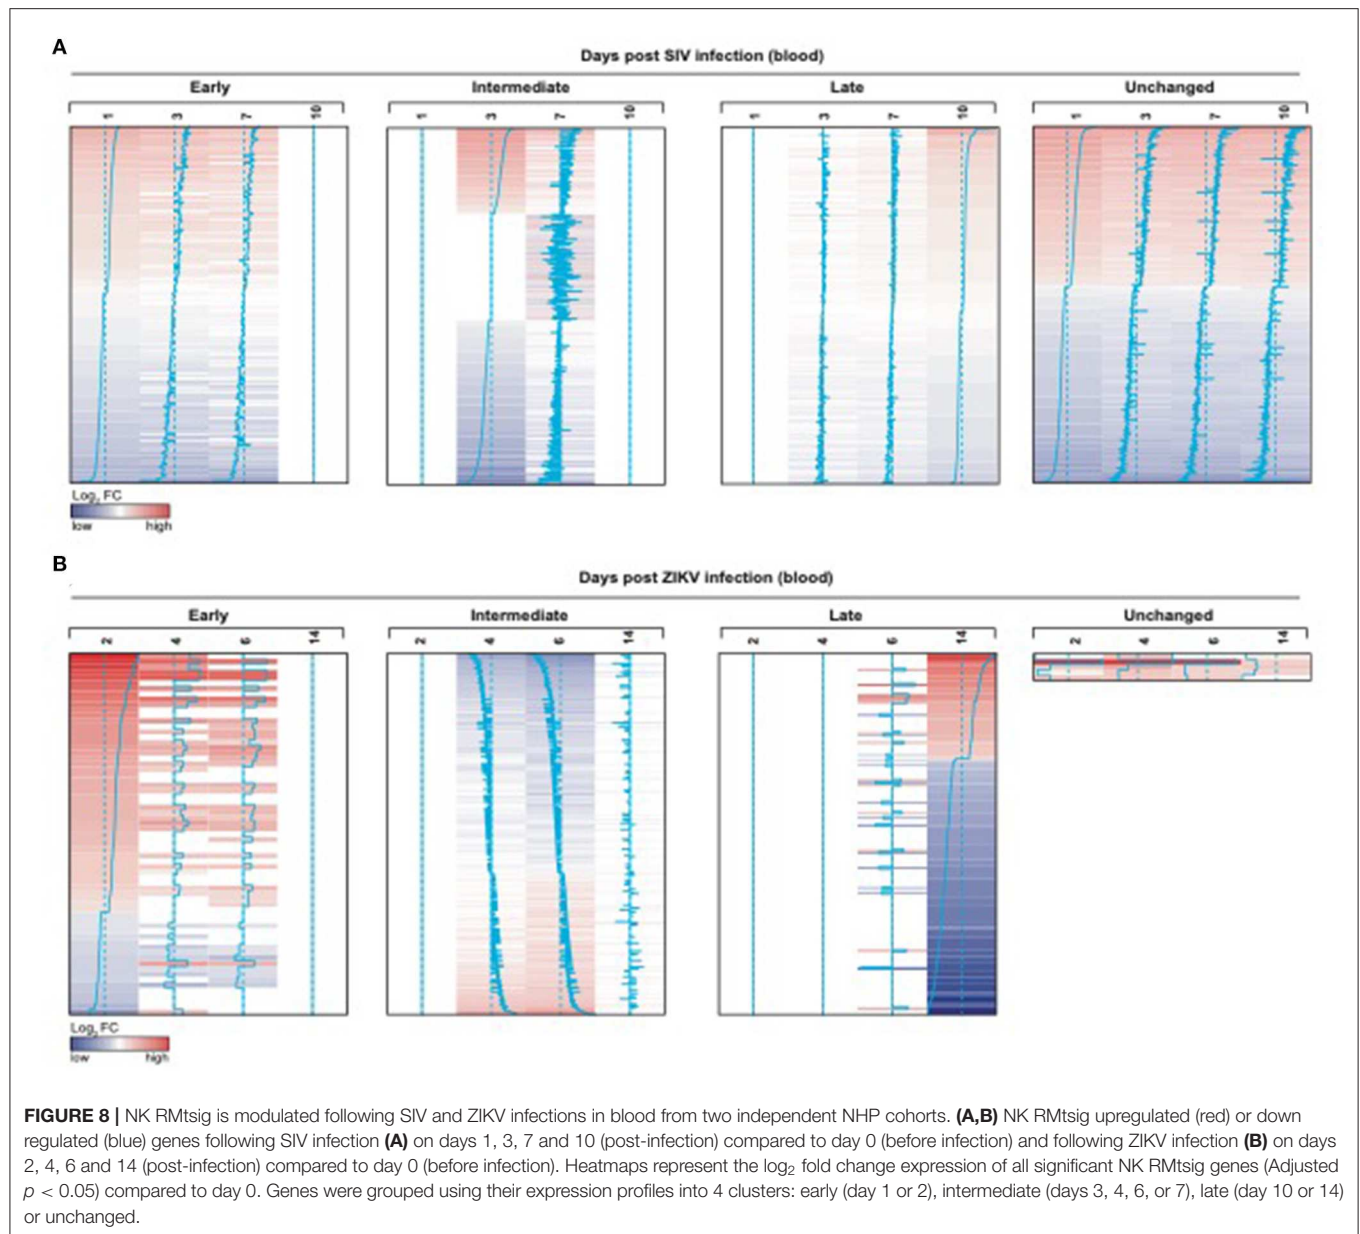 A
Days post SIV infection (blood)
Early
Intermediate
Late
Unchanged
1 3 7 10
1 3 7 10
1 3 7 10
1 3 7 10
Log₂ FC
low high
B
Days post ZIKV infection (blood)
Early
Intermediate
Late
Unchanged
2 4 6 14
2 4 6 14
2 4 6 14
2 4 6 14
Log₂ FC
low high
FIGURE 8 | NK RMtsig is modulated following SIV and ZIKV infections in blood from two independent NHP cohorts. (A,B) NK RMtsig upregulated (red) or down
regulated (blue) genes following SIV infection (A) on days 1, 3, 7 and 10 (post-infection) compared to day 0 (before infection) and following ZIKV infection (B) on days
2, 4, 6 and 14 (post-infection) compared to day 0 (before infection). Heatmaps represent the log₂ fold change expression of all significant NK RMtsig genes (Adjusted
p < 0.05) compared to day 0. Genes were grouped using their expression profiles into 4 clusters: early (day 1 or 2), intermediate (days 3, 4, 6, or 7), late (day 10 or 14)
or unchanged.